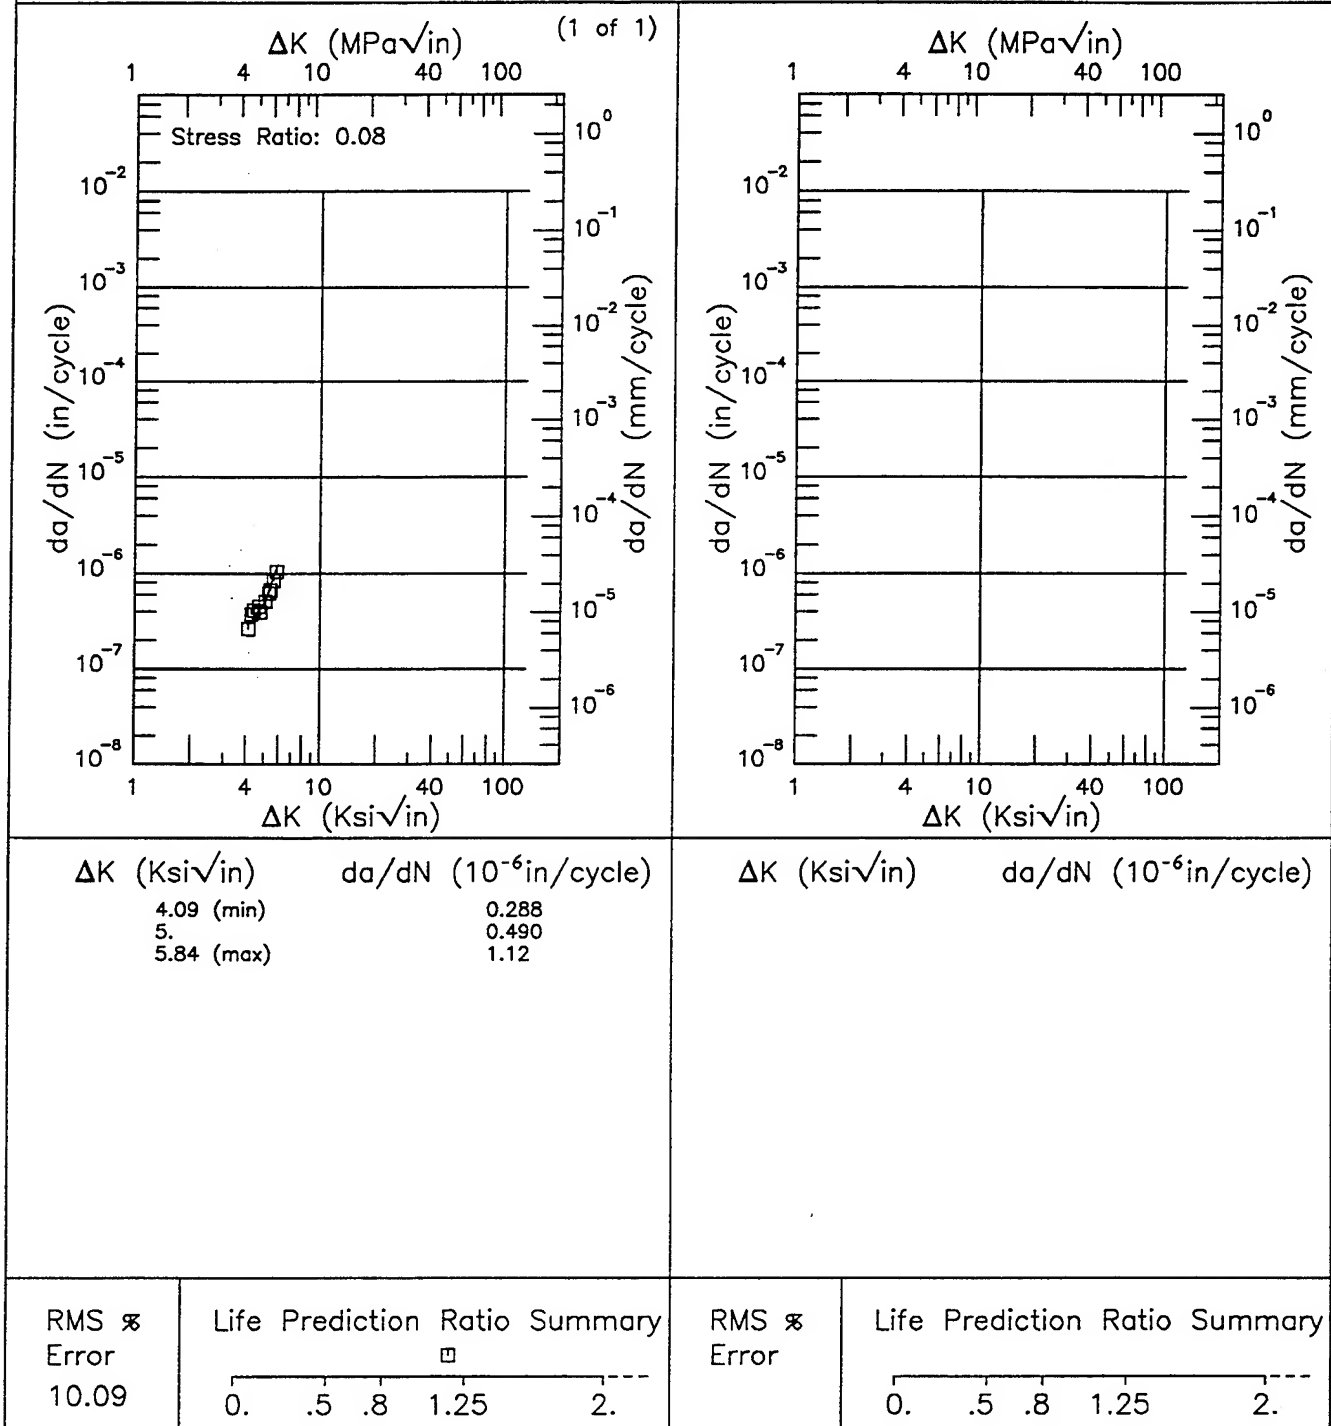 (1 of 1)
ΔK (MPa√in)
1 4 10 40 100
Stress Ratio: 0.08
10⁻²
10⁻³
10⁻⁴
10⁻⁵
10⁻⁶
10⁻⁷
10⁻⁸
da/dN (in/cycle)
10⁰
10⁻¹
10⁻²
10⁻³
10⁻⁴
10⁻⁵
10⁻⁶
da/dN (mm/cycle)
1 4 10 40 100
ΔK (Ksi√in)
ΔK (MPa√in)
1 4 10 40 100
10⁻²
10⁻³
10⁻⁴
10⁻⁵
10⁻⁶
10⁻⁷
10⁻⁸
da/dN (in/cycle)
10⁰
10⁻¹
10⁻²
10⁻³
10⁻⁴
10⁻⁵
10⁻⁶
da/dN (mm/cycle)
1 4 10 40 100
ΔK (Ksi√in)
ΔK (Ksi√in) da/dN (10⁻⁶in/cycle)
4.09 (min) 0.288
5. 0.490
5.84 (max) 1.12
ΔK (Ksi√in) da/dN (10⁻⁶in/cycle)
RMS %
Error
10.09
Life Prediction Ratio Summary
0. .5 .8 1.25 2.
RMS %
Error
Life Prediction Ratio Summary
0. .5 .8 1.25 2.